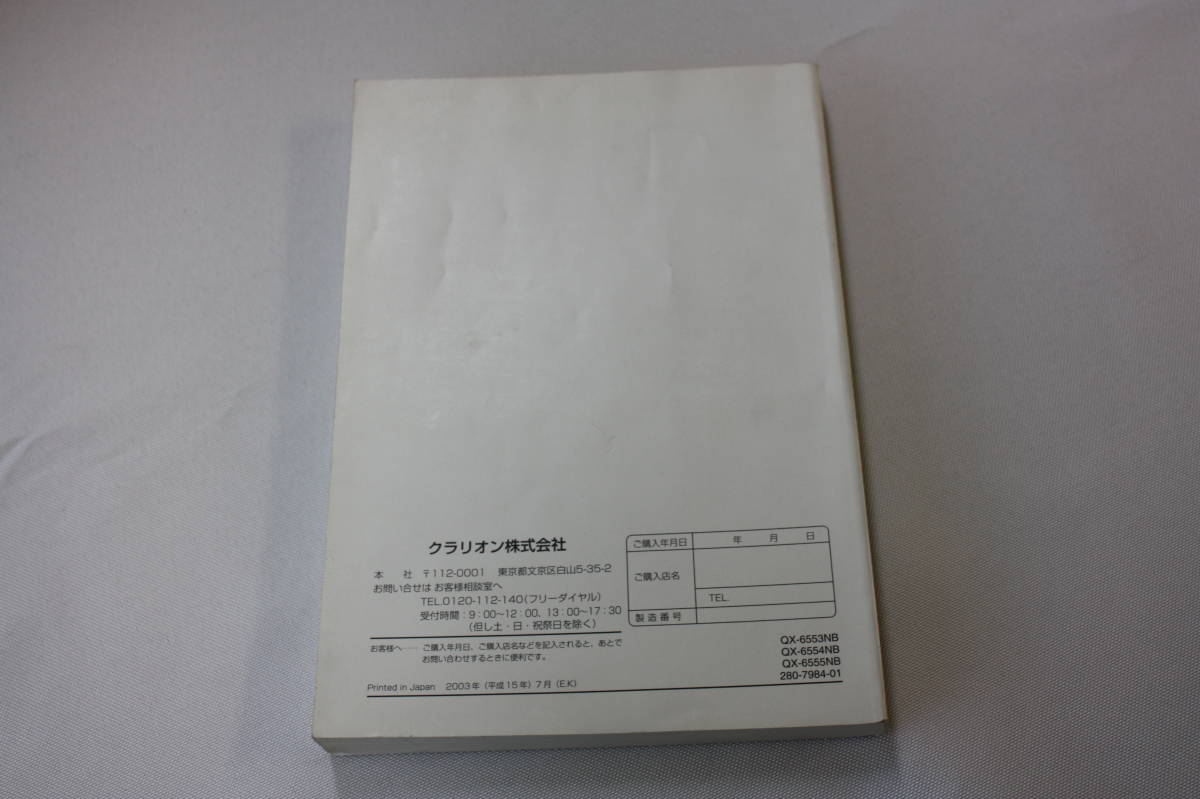 クラリオン株式会社
本 社 〒112-0001 東京都文京区白山5-35-2
お問い合せは お客様相談室へ
TEL.0120-112-140(フリーダイヤル)
受付時間:9:00~12:00、13:00~17:30
(但し土・日・祝祭日を除く)
お客様へ…… ご購入年月日、ご購入店名などを記入されると、あとで
お問い合わせするときに便利です。
Printed in Japan 2003年(平成15年)7月(E.K)
ご購入年月日 年 月 日
ご購入店名
TEL.
製造番号
QX-6553NB
QX-6554NB
QX-6555NB
280-7984-01